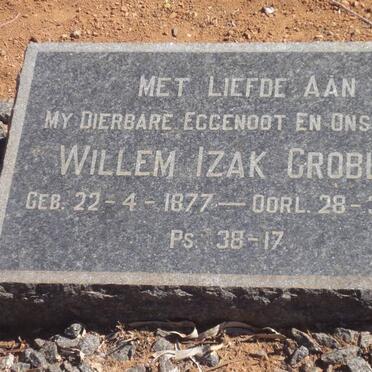 MET LIEFDE AAN
MY DIERBARE EGGENOOT EN ONS
WILLEM IZAK GROB
GEB. 22-4-1877 — OORL. 28-
PS. 38-17